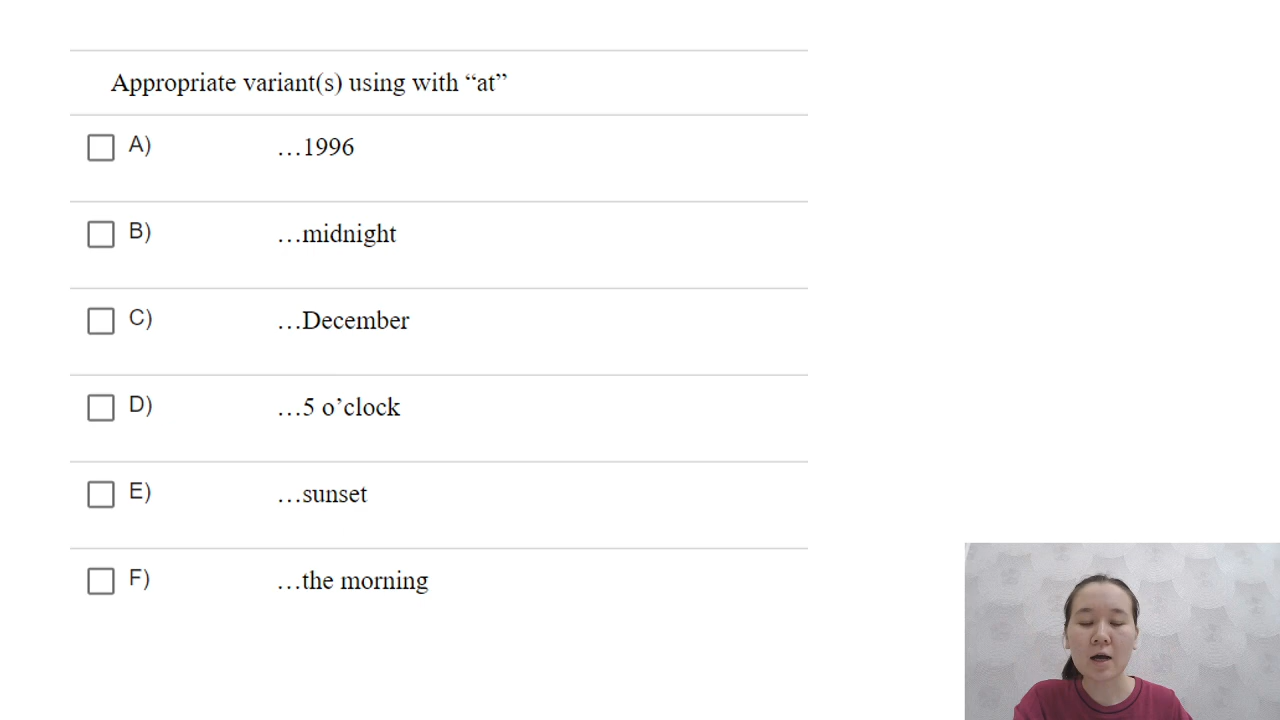 Appropriate variant(s) using with “at”
A) …1996
B) …midnight
C) …December
D) …5 o’clock
E) …sunset
F) …the morning